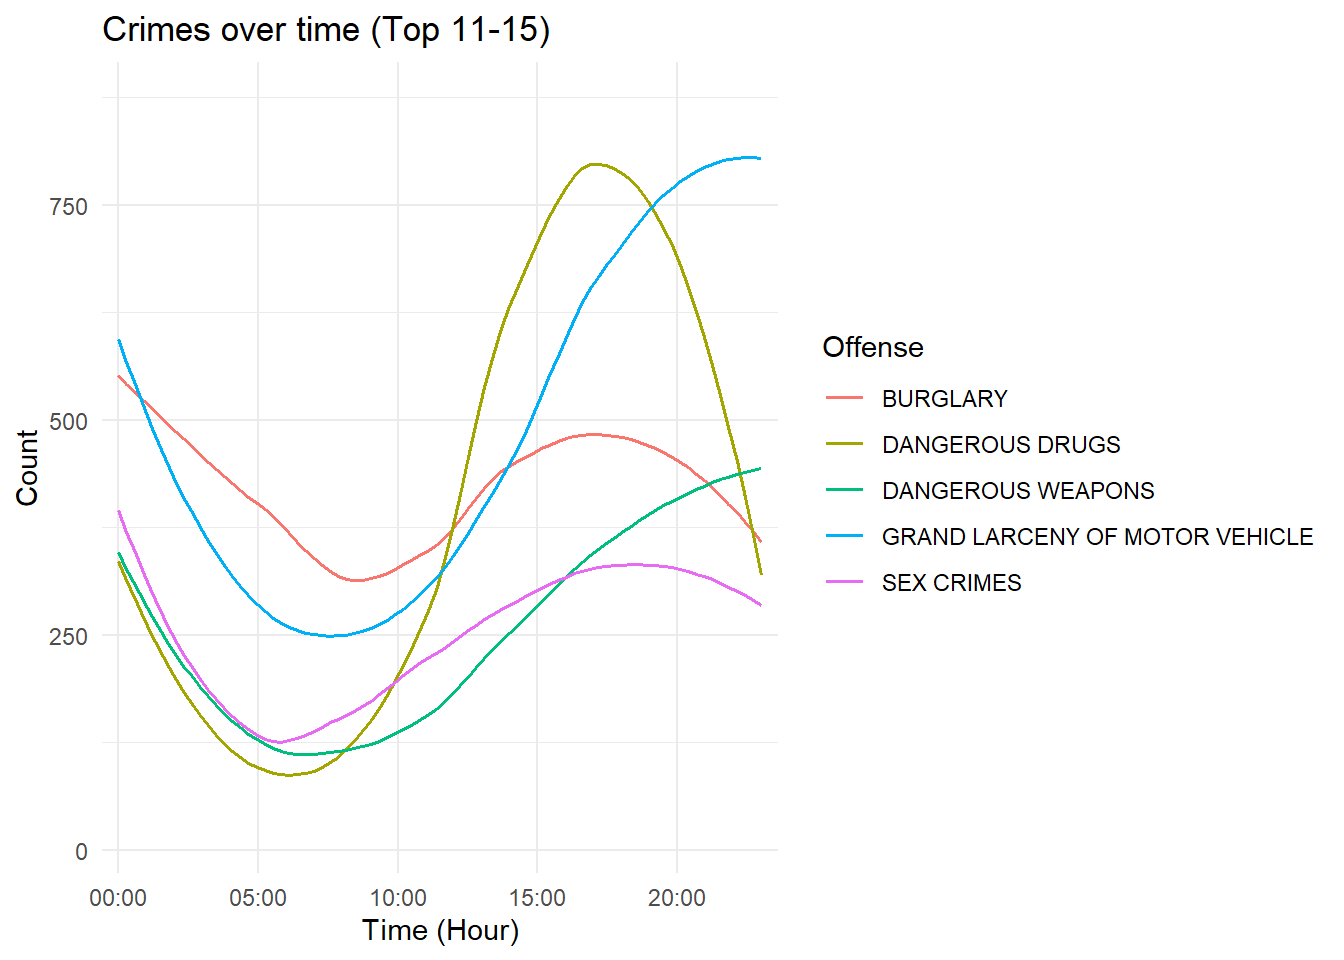 Crimes over time (Top 11-15)
Count
750
500
250
0
00:00 05:00 10:00 15:00 20:00
Time (Hour)
Offense
BURGLARY
DANGEROUS DRUGS
DANGEROUS WEAPONS
GRAND LARCENY OF MOTOR VEHICLE
SEX CRIMES